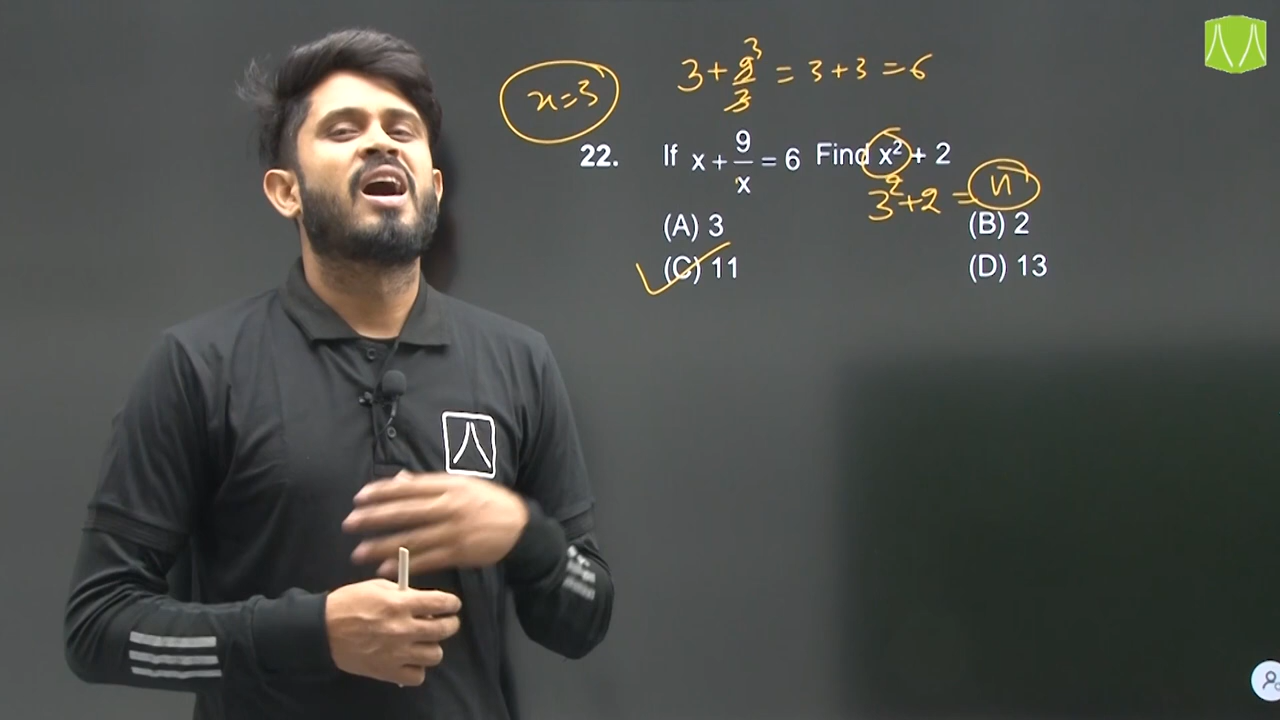 x=3
3+9/3 3 = 3+3 = 6
22. If x + 9/x = 6 Find x² + 2
3²+2 = 11
(A) 3 (B) 2
(C) 11 (D) 13